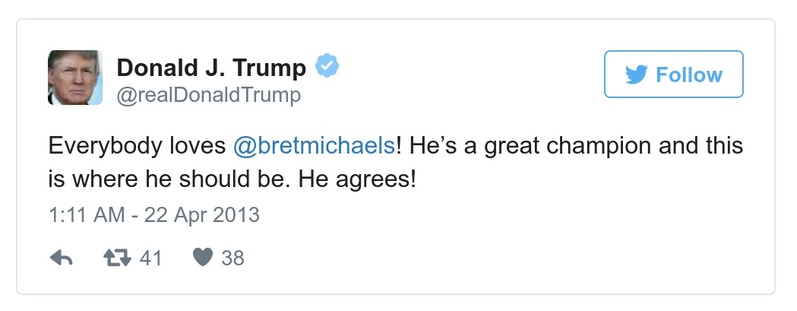 Donald J. Trump
@realDonaldTrump
Follow
Everybody loves @bretmichaels! He’s a great champion and this
is where he should be. He agrees!
1:11 AM - 22 Apr 2013
41 38